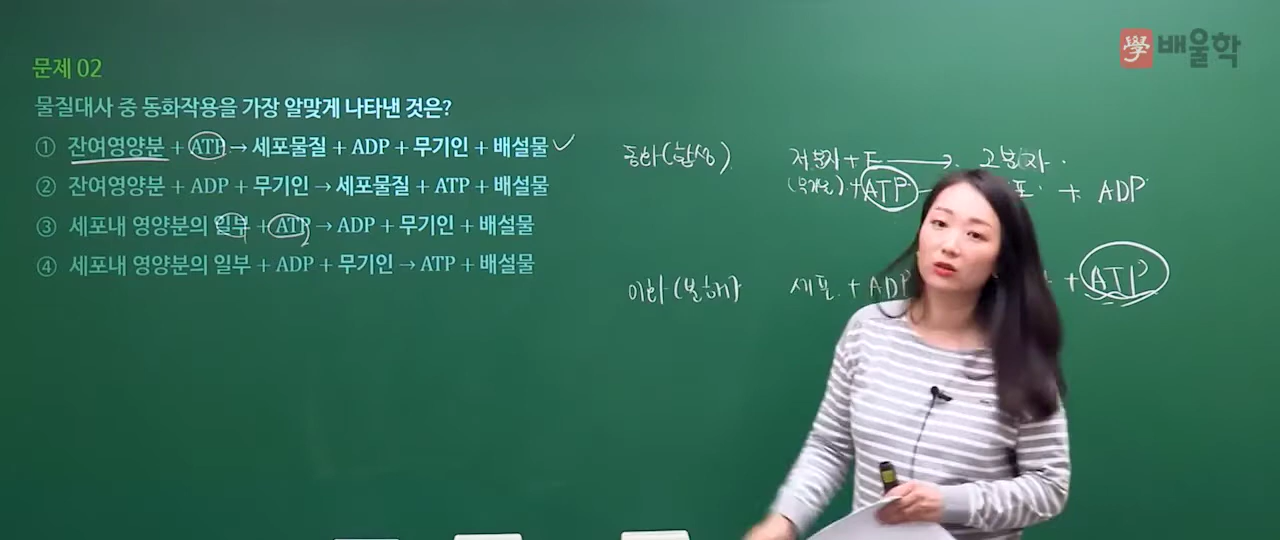 學 배울학
문제 02
물질대사 중 동화작용을 가장 알맞게 나타낸 것은?
① 잔여영양분 + ATP → 세포물질 + ADP + 무기인 + 배설물
② 잔여영양분 + ADP + 무기인 → 세포물질 + ATP + 배설물
③ 세포내 영양분의 일부 + ATP → ADP + 무기인 + 배설물
④ 세포내 영양분의 일부 + ADP + 무기인 → ATP + 배설물
동화(합성) 저분자 + E → 고분자
+ ATP 포 + ADP
이화(분해) 세포 + ADP + ATP